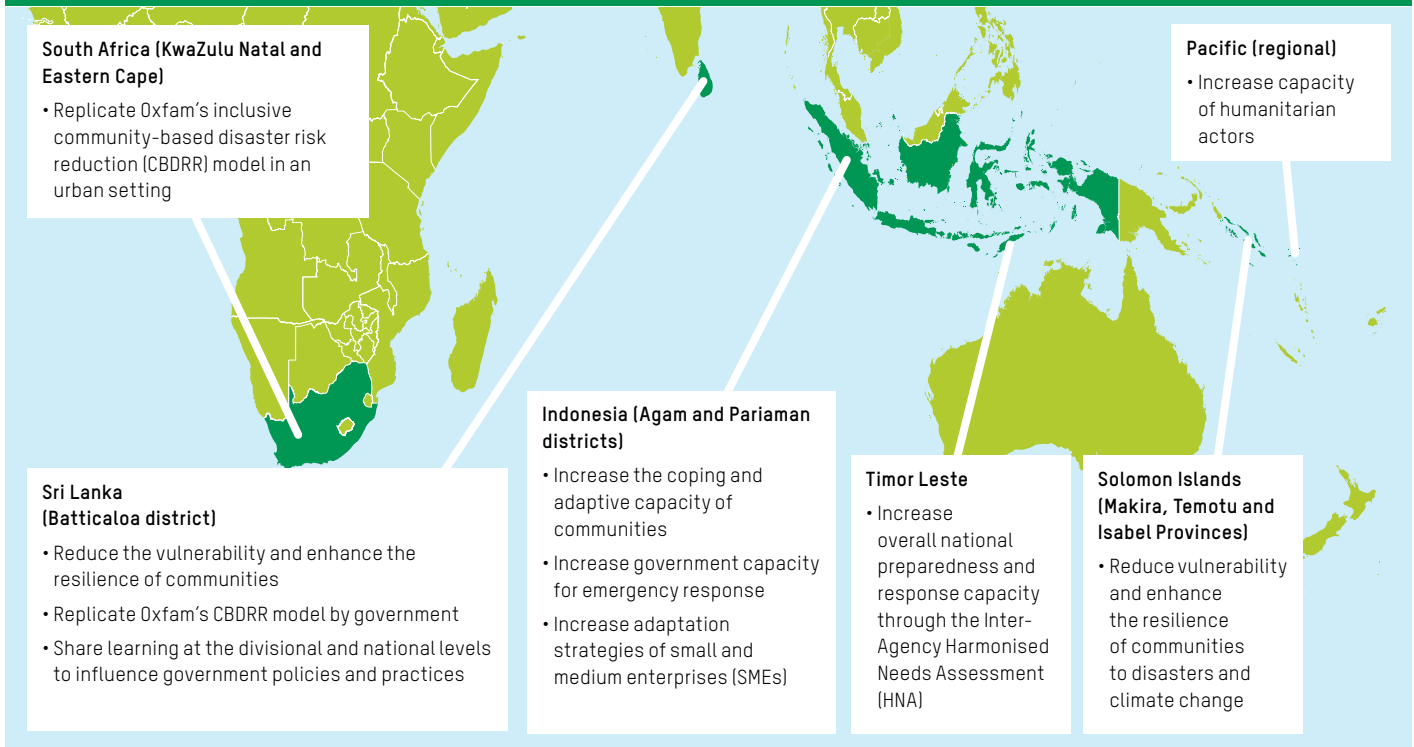 South Africa (KwaZulu Natal and
Eastern Cape)
• Replicate Oxfam's inclusive
community-based disaster risk
reduction (CBDRR) model in an
urban setting
Pacific (regional)
• Increase capacity
of humanitarian
actors
Sri Lanka
(Batticaloa district)
• Reduce the vulnerability and enhance the
resilience of communities
• Replicate Oxfam's CBDRR model by government
• Share learning at the divisional and national levels
to influence government policies and practices
Indonesia (Agam and Pariaman
districts)
• Increase the coping and
adaptive capacity of
communities
• Increase government capacity
for emergency response
• Increase adaptation
strategies of small and
medium enterprises (SMEs)
Timor Leste
• Increase
overall national
preparedness and
response capacity
through the Inter-
Agency Harmonised
Needs Assessment
(HNA)
Solomon Islands
(Makira, Temotu and
Isabel Provinces)
• Reduce vulnerability
and enhance
the resilience
of communities
to disasters and
climate change